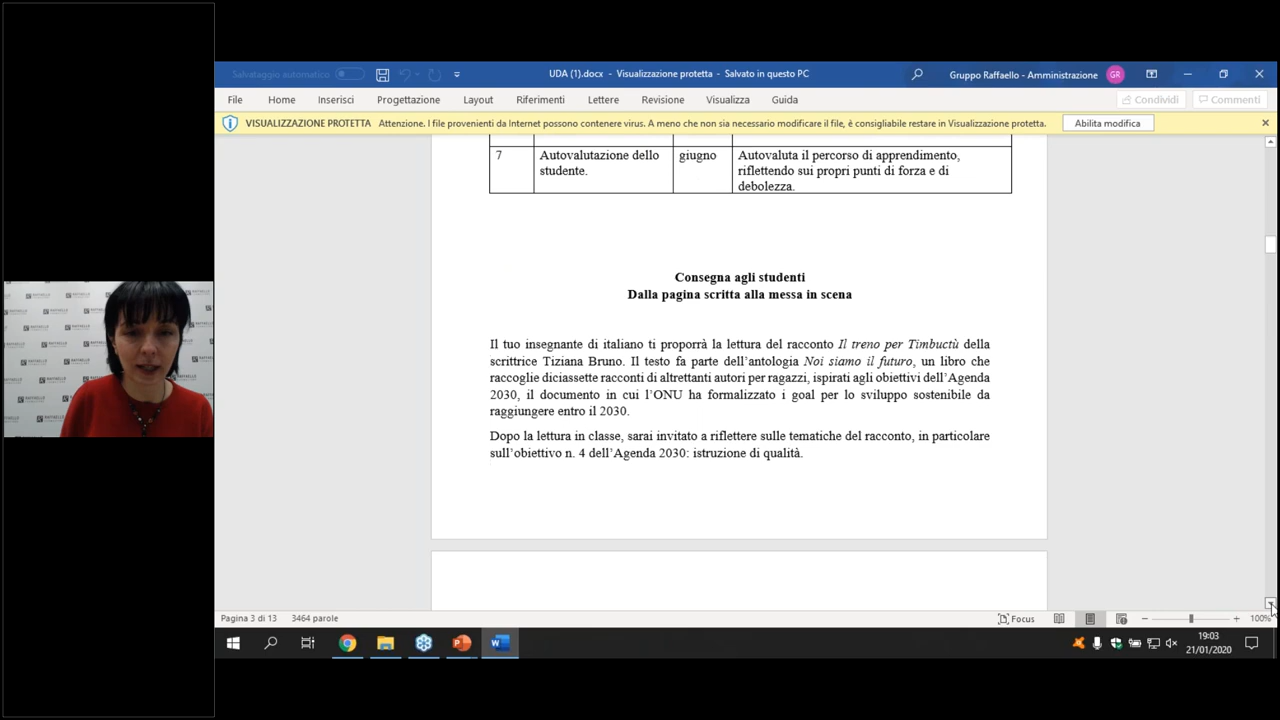 Salvataggio automatico
UDA (1).docx - Visualizzazione protetta - Salvato in questo PC
Gruppo Raffaello - Amministrazione GR
File Home Inserisci Progettazione Layout Riferimenti Lettere Revisione Visualizza Guida Condividi Commenti
VISUALIZZAZIONE PROTETTA Attenzione. I file provenienti da Internet possono contenere virus. A meno che non sia necessario modificare il file, è consigliabile restare in Visualizzazione protetta. Abilita modifica
7 Autovalutazione dello giugno Autovaluta il percorso di apprendimento,
studente. riflettendo sui propri punti di forza e di
debolezza.
Consegna agli studenti
Dalla pagina scritta alla messa in scena
Il tuo insegnante di italiano ti proporrà la lettura del racconto Il treno per Timbuctù della
scrittrice Tiziana Bruno. Il testo fa parte dell’antologia Noi siamo il futuro, un libro che
raccoglie diciassette racconti di altrettanti autori per ragazzi, ispirati agli obiettivi dell’Agenda
2030, il documento in cui l’ONU ha formalizzato i goal per lo sviluppo sostenibile da
raggiungere entro il 2030.
Dopo la lettura in classe, sarai invitato a riflettere sulle tematiche del racconto, in particolare
sull’obiettivo n. 4 dell’Agenda 2030: istruzione di qualità.
Pagina 3 di 13 3464 parole Focus 100%
19:03
21/01/2020